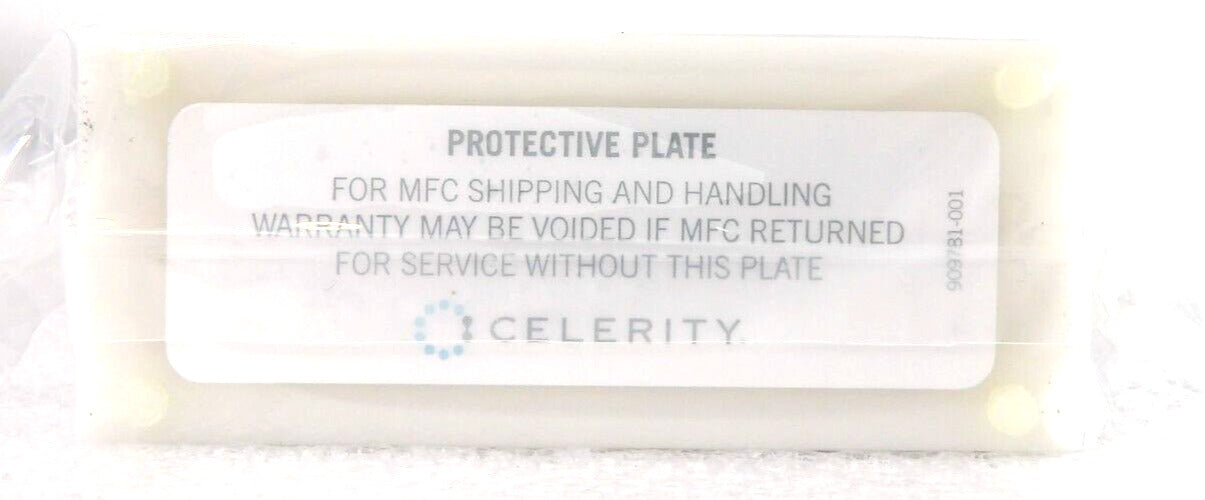 PROTECTIVE PLATE
FOR MFC SHIPPING AND HANDLING
WARRANTY MAY BE VOIDED IF MFC RETURNED
FOR SERVICE WITHOUT THIS PLATE
CELERITY
909781-001